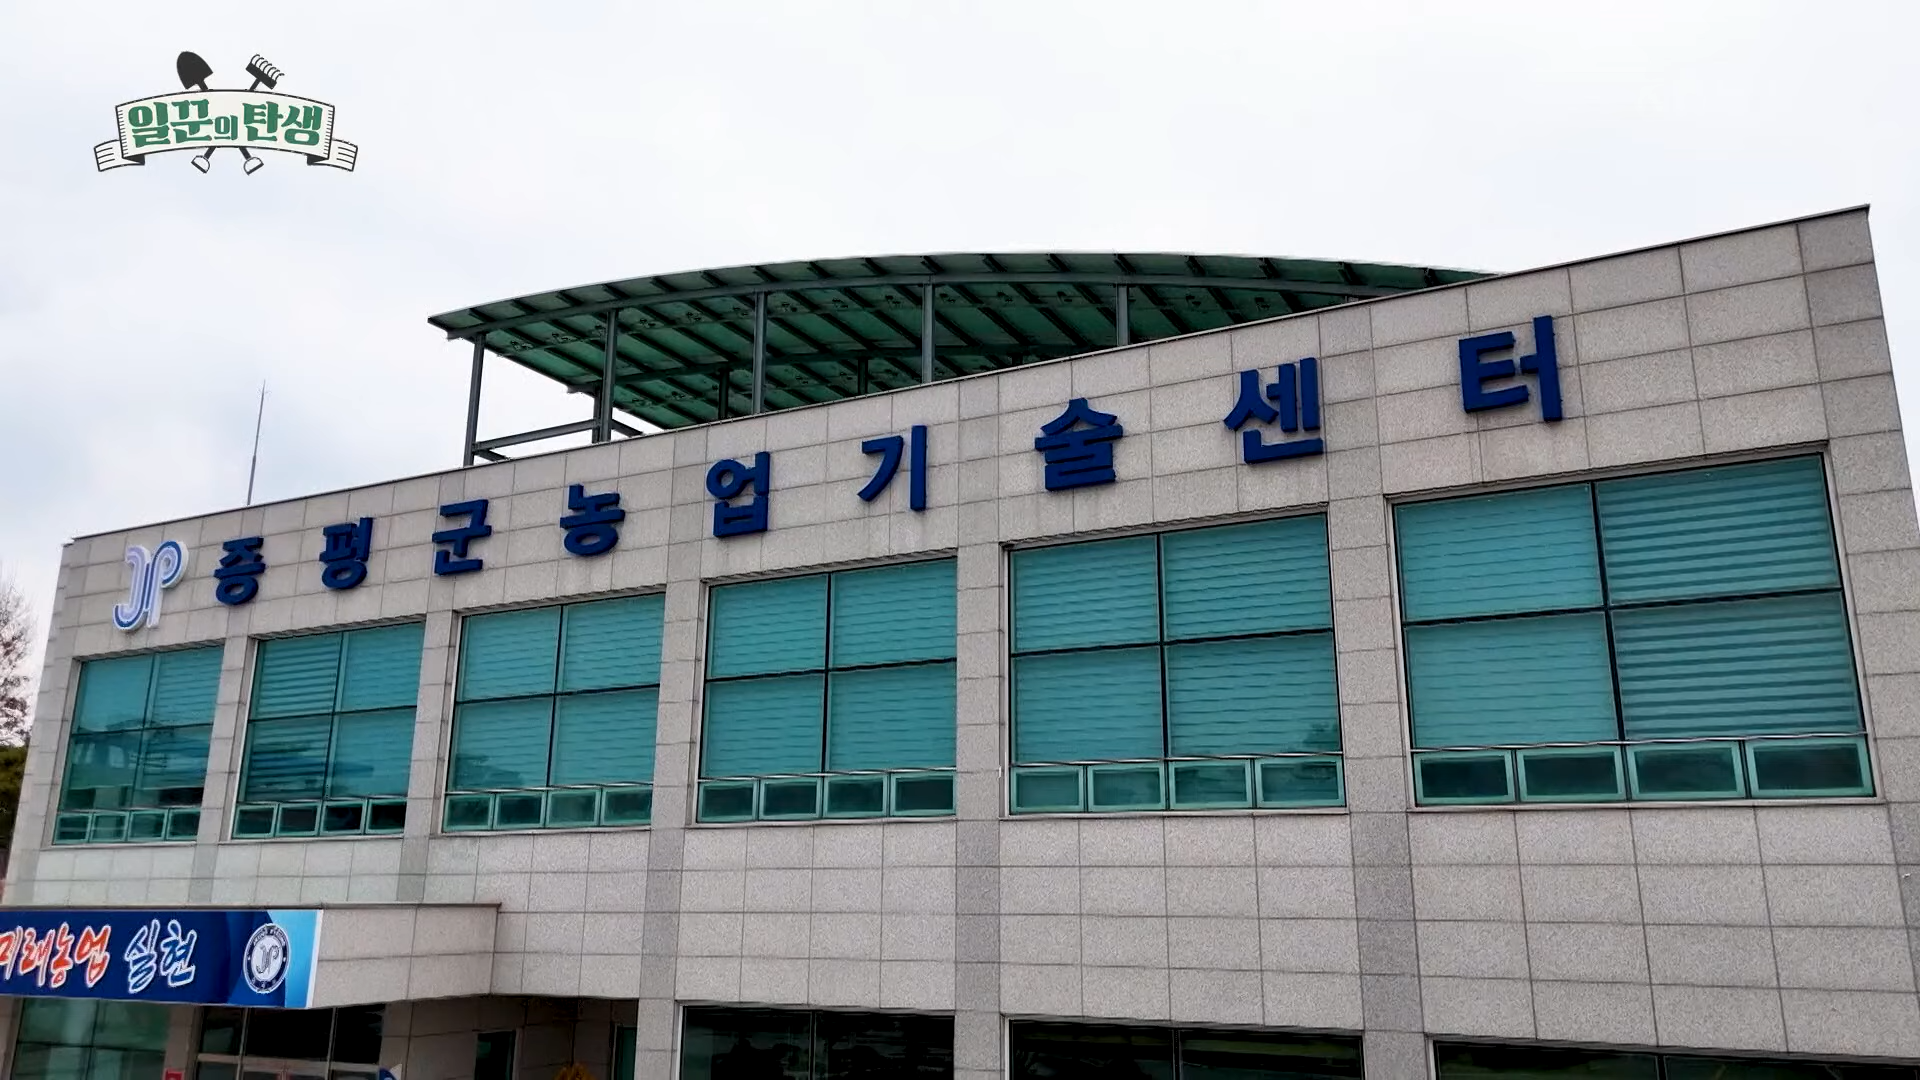 일꾼의 탄생
증평군농업기술센터
미래농업 실현